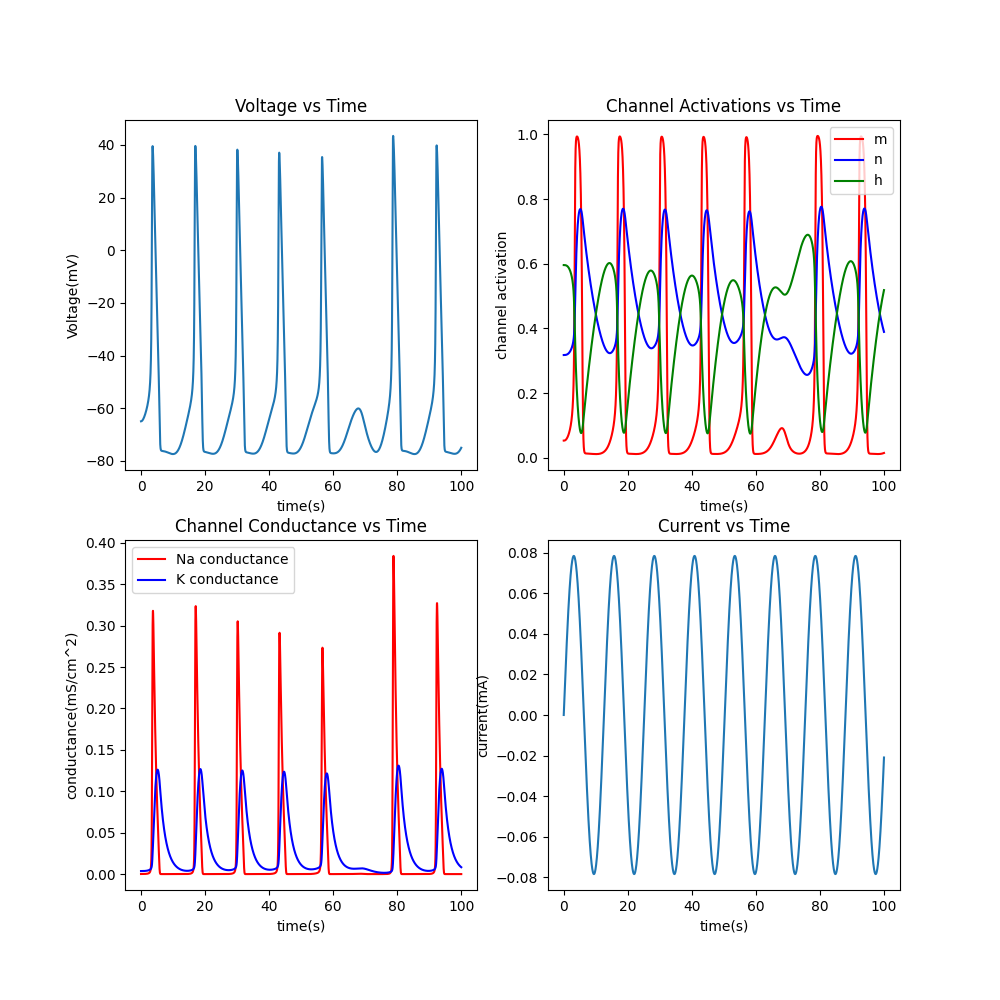 Voltage vs Time
40
20
0
−20
−40
−60
−80
Voltage(mV)
0 20 40 60 80 100
time(s)
Channel Activations vs Time
1.0
0.8
0.6
0.4
0.2
0.0
channel activation
m
n
h
0 20 40 60 80 100
time(s)
Channel Conductance vs Time
0.40
0.35
0.30
0.25
0.20
0.15
0.10
0.05
0.00
conductance(mS/cm^2)
Na conductance
K conductance
0 20 40 60 80 100
time(s)
Current vs Time
0.08
0.06
0.04
0.02
0.00
−0.02
−0.04
−0.06
−0.08
current(mA)
0 20 40 60 80 100
time(s)